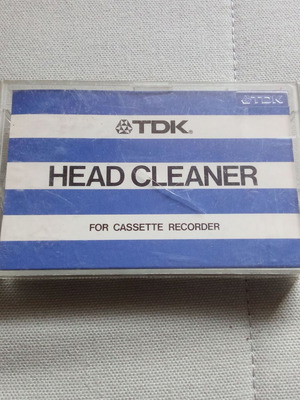 TDK
TDK®
HEAD CLEANER
FOR CASSETTE RECORDER